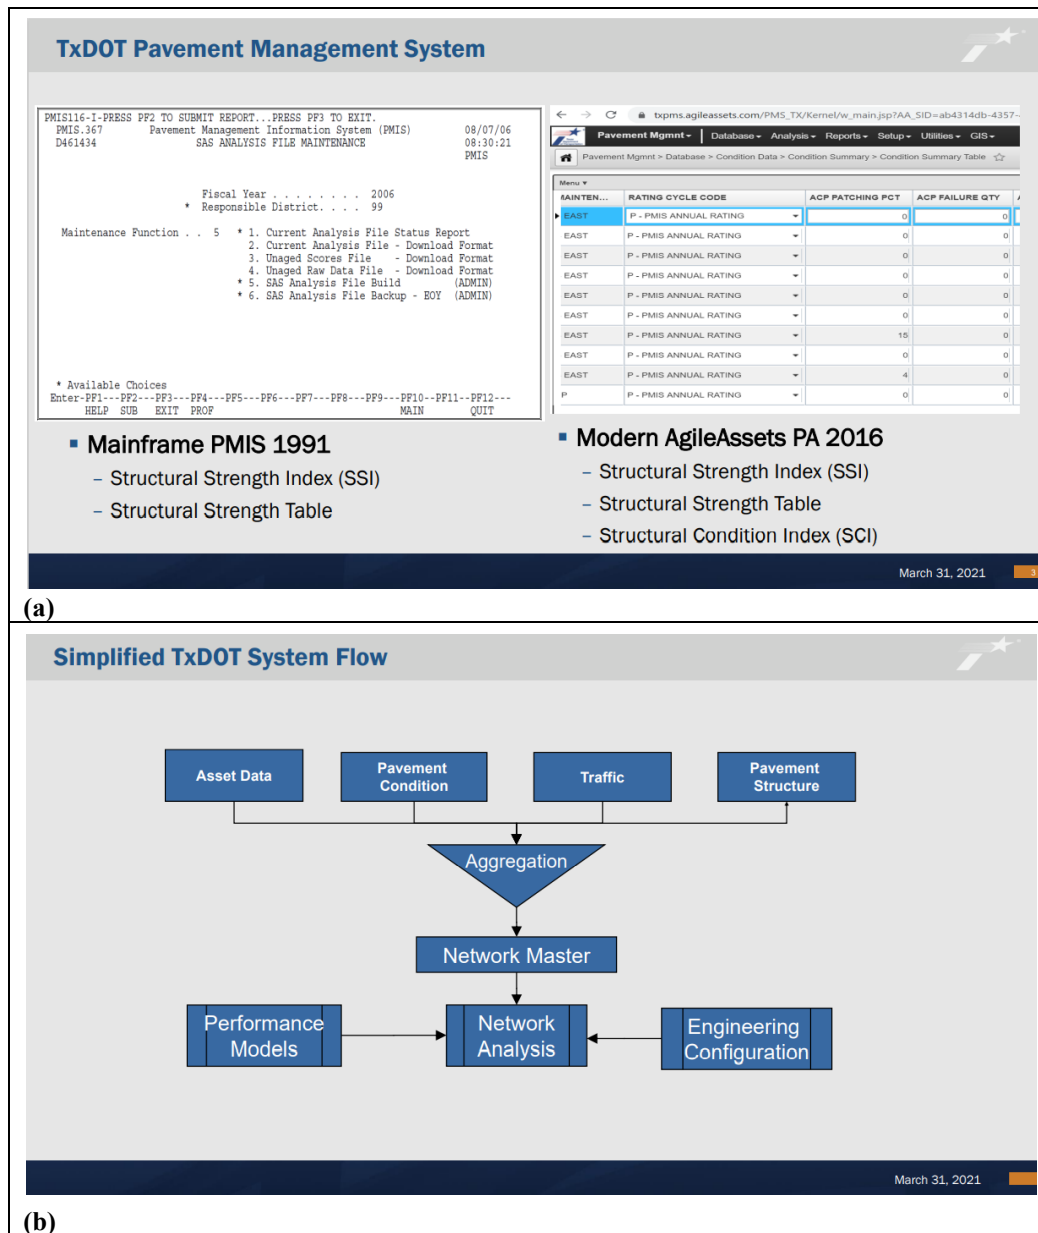 TxDOT Pavement Management System
PMIS116-I-PRESS PF2 TO SUBMIT REPORT...PRESS PF3 TO EXIT.
PMIS.367 Pavement Management Information System (PMIS) 08/07/06
D461434 SAS ANALYSIS FILE MAINTENANCE 08:30:21
PMIS
Fiscal Year . . . . . . . . 2006
* Responsible District. . . . 99
Maintenance Function . . 5 * 1. Current Analysis File Status Report
2. Current Analysis File - Download Format
3. Unaged Scores File - Download Format
4. Unaged Raw Data File - Download Format
* 5. SAS Analysis File Build (ADMIN)
* 6. SAS Analysis File Backup - EOY (ADMIN)
* Available Choices
Enter-PF1---PF2---PF3---PF4---PF5---PF6---PF7---PF8---PF9---PF10--PF11--PF12---
HELP SUB EXIT PROF MAIN QUIT
txpms.agileassets.com/PMS_TX/Kernel/w_main.jsp?AA_SID=ab4314db-4357-
Pavement Mgmnt Database Analysis Reports Setup Utilities GIS
Pavement Mgmnt > Database > Condition Data > Condition Summary > Condition Summary Table
Menu
MAINTEN... RATING CYCLE CODE ACP PATCHING PCT ACP FAILURE QTY
EAST P - PMIS ANNUAL RATING 0 0
EAST P - PMIS ANNUAL RATING 0 0
EAST P - PMIS ANNUAL RATING 0 0
EAST P - PMIS ANNUAL RATING 0 0
EAST P - PMIS ANNUAL RATING 0 0
EAST P - PMIS ANNUAL RATING 0 0
EAST P - PMIS ANNUAL RATING 15 0
EAST P - PMIS ANNUAL RATING 0 0
EAST P - PMIS ANNUAL RATING 4 0
P P - PMIS ANNUAL RATING 0 0
▪ Mainframe PMIS 1991
– Structural Strength Index (SSI)
– Structural Strength Table
▪ Modern AgileAssets PA 2016
– Structural Strength Index (SSI)
– Structural Strength Table
– Structural Condition Index (SCI)
March 31, 2021 3
(a)
Simplified TxDOT System Flow
Asset Data
Pavement
Condition
Traffic
Pavement
Structure
Aggregation
Network Master
Performance
Models
Network
Analysis
Engineering
Configuration
March 31, 2021
(b)